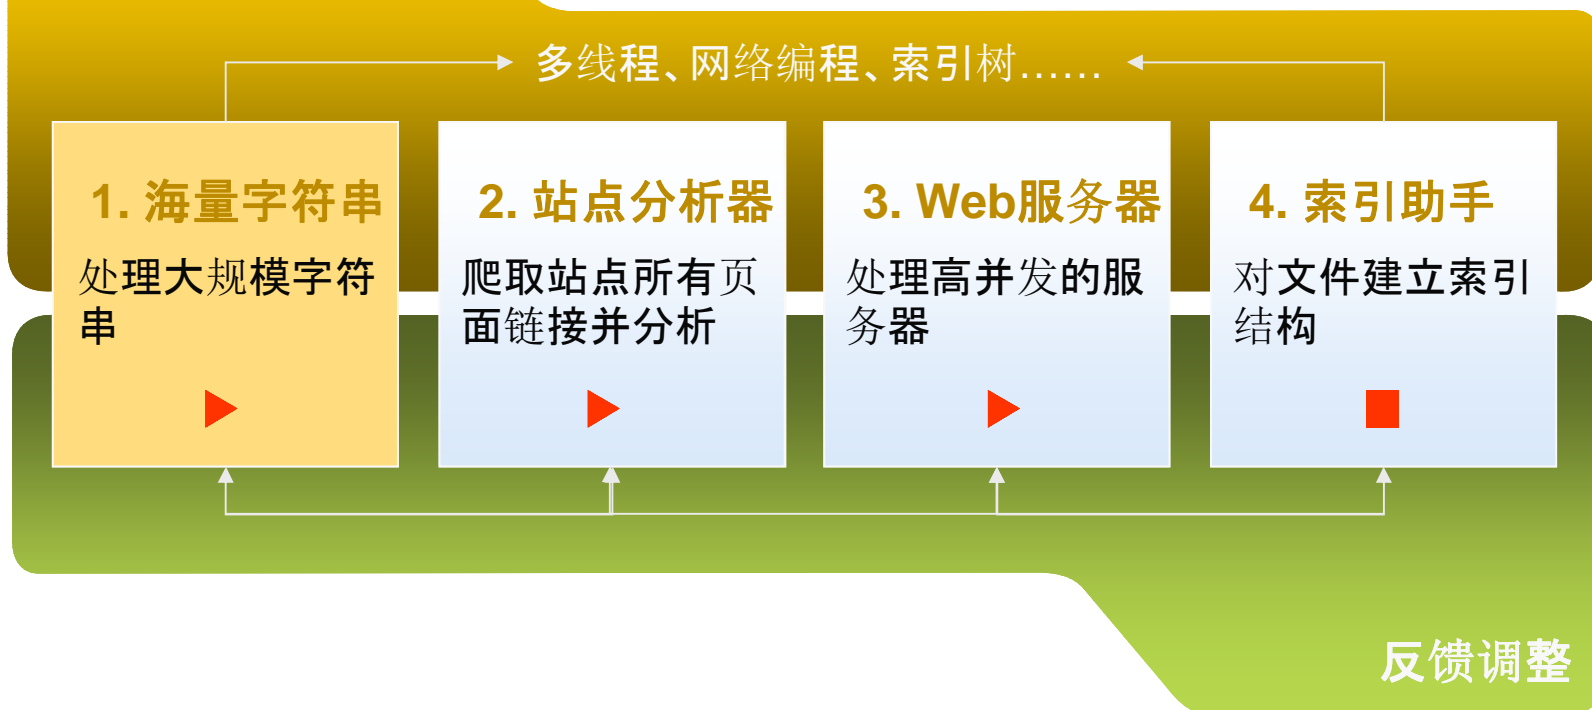 多线程、网络编程、索引树……
1. 海量字符串
处理大规模字符
串
2. 站点分析器
爬取站点所有页
面链接并分析
3. Web服务器
处理高并发的服
务器
4. 索引助手
对文件建立索引
结构
反馈调整